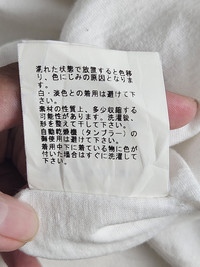 濡れた状態で放置すると色移
り、色にじみの原因となりま
す。
白・淡色との着用は避けて下
さい。
素材の性質上、多少収縮する
可能性があります。洗濯後、
形を整えて干して下さい。
自動乾燥機（タンブラー）の
御使用は避けて下さい。
着用中下に着ている物に色が
付いた場合はすぐに洗濯して
下さい。